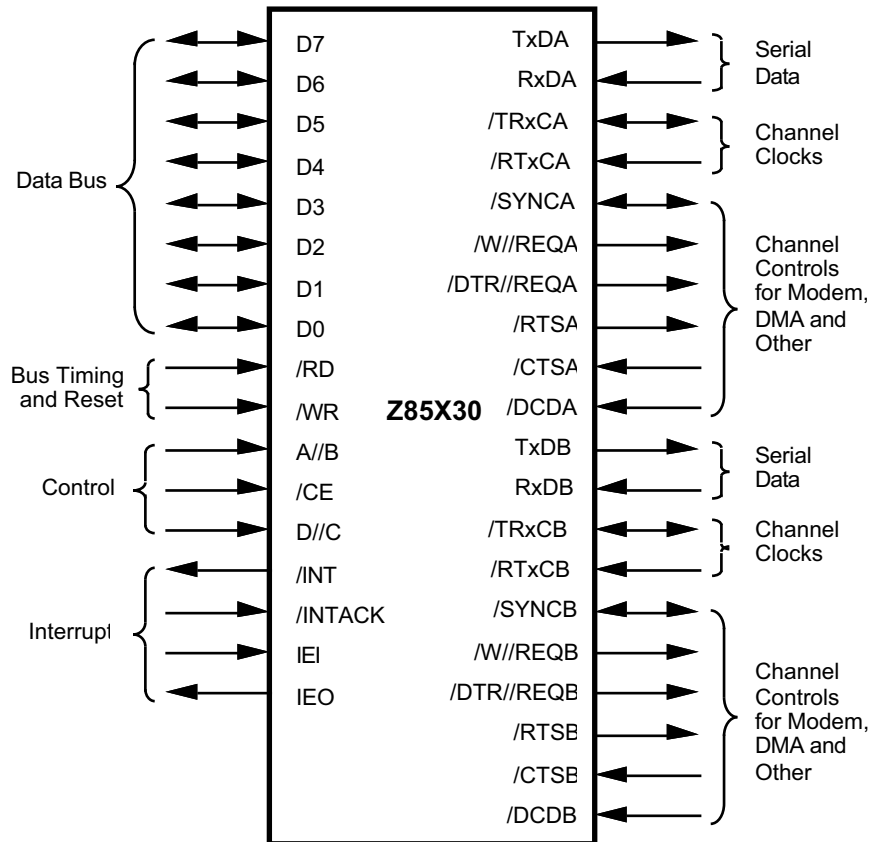 Data Bus
Bus Timing
and Reset
Control
Interrupt
D7
D6
D5
D4
D3
D2
D1
D0
/RD
/WR
A//B
/CE
D//C
/INT
/INTACK
IEI
IEO
Z85X30
TxDA
RxDA
/TRxCA
/RTxCA
/SYNCA
/W//REQA
/DTR//REQA
/RTSA
/CTSA
/DCDA
TxDB
RxDB
/TRxCB
/RTxCB
/SYNCB
/W//REQB
/DTR//REQB
/RTSB
/CTSB
/DCDB
Serial
Data
Channel
Clocks
Channel
Controls
for Modem,
DMA and
Other
Serial
Data
Channel
Clocks
Channel
Controls
for Modem,
DMA and
Other